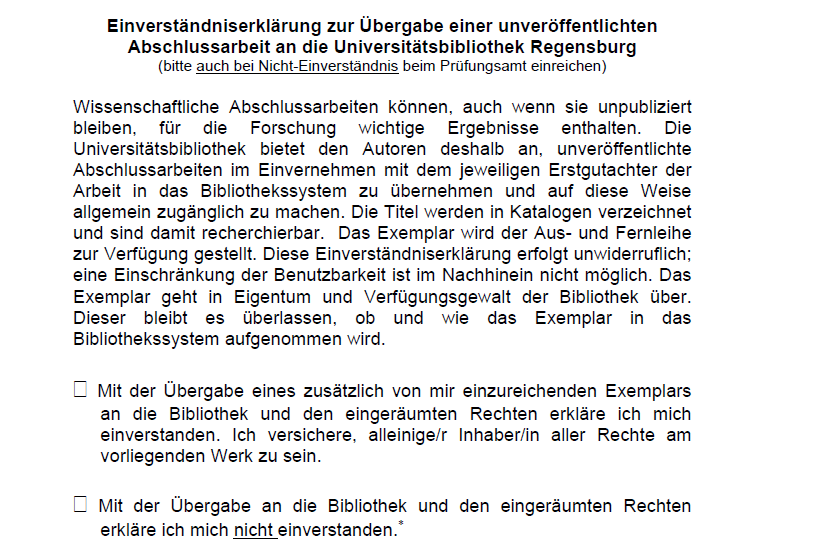 Einverständniserklärung zur Übergabe einer unveröffentlichten
Abschlussarbeit an die Universitätsbibliothek Regensburg
(bitte auch bei Nicht-Einverständnis beim Prüfungsamt einreichen)
Wissenschaftliche Abschlussarbeiten können, auch wenn sie unpubliziert
bleiben, für die Forschung wichtige Ergebnisse enthalten. Die
Universitätsbibliothek bietet den Autoren deshalb an, unveröffentlichte
Abschlussarbeiten im Einvernehmen mit dem jeweiligen Erstgutachter der
Arbeit in das Bibliothekssystem zu übernehmen und auf diese Weise
allgemein zugänglich zu machen. Die Titel werden in Katalogen verzeichnet
und sind damit recherchierbar. Das Exemplar wird der Aus- und Fernleihe
zur Verfügung gestellt. Diese Einverständniserklärung erfolgt unwiderruflich;
eine Einschränkung der Benutzbarkeit ist im Nachhinein nicht möglich. Das
Exemplar geht in Eigentum und Verfügungsgewalt der Bibliothek über.
Dieser bleibt es überlassen, ob und wie das Exemplar in das
Bibliothekssystem aufgenommen wird.
☐ Mit der Übergabe eines zusätzlich von mir einzureichenden Exemplars
an die Bibliothek und den eingeräumten Rechten erkläre ich mich
einverstanden. Ich versichere, alleinige/r Inhaber/in aller Rechte am
vorliegenden Werk zu sein.
☐ Mit der Übergabe an die Bibliothek und den eingeräumten Rechten
erkläre ich mich nicht einverstanden.*